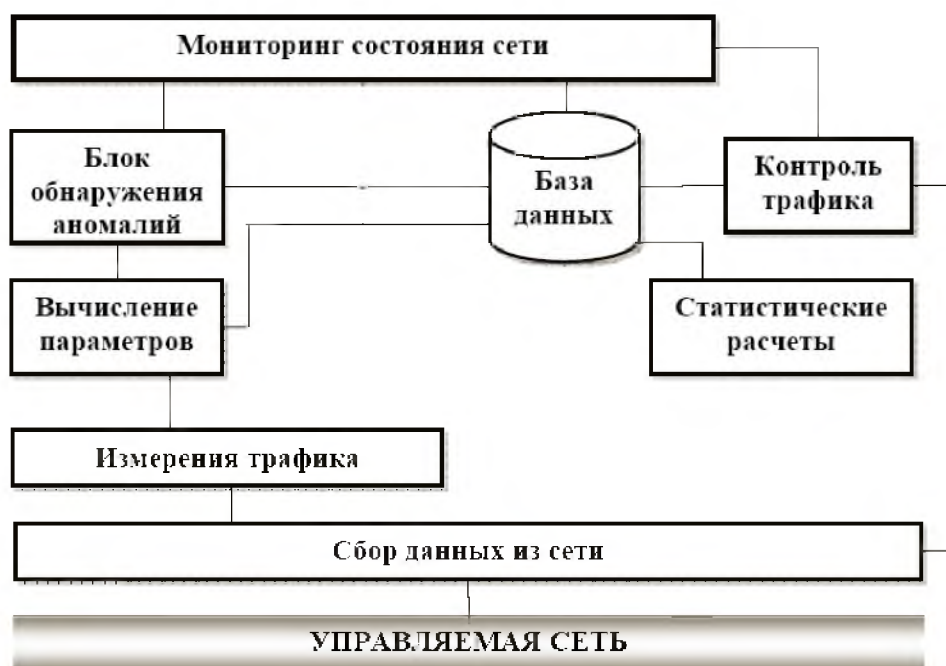 Мониторинг состояния сети
Блок
обнаружения
аномалий
База
данных
Контроль
трафика
Вычисление
параметров
Статистические
расчеты
Измерения трафика
Сбор данных из сети
УПРАВЛЯЕМАЯ СЕТЬ